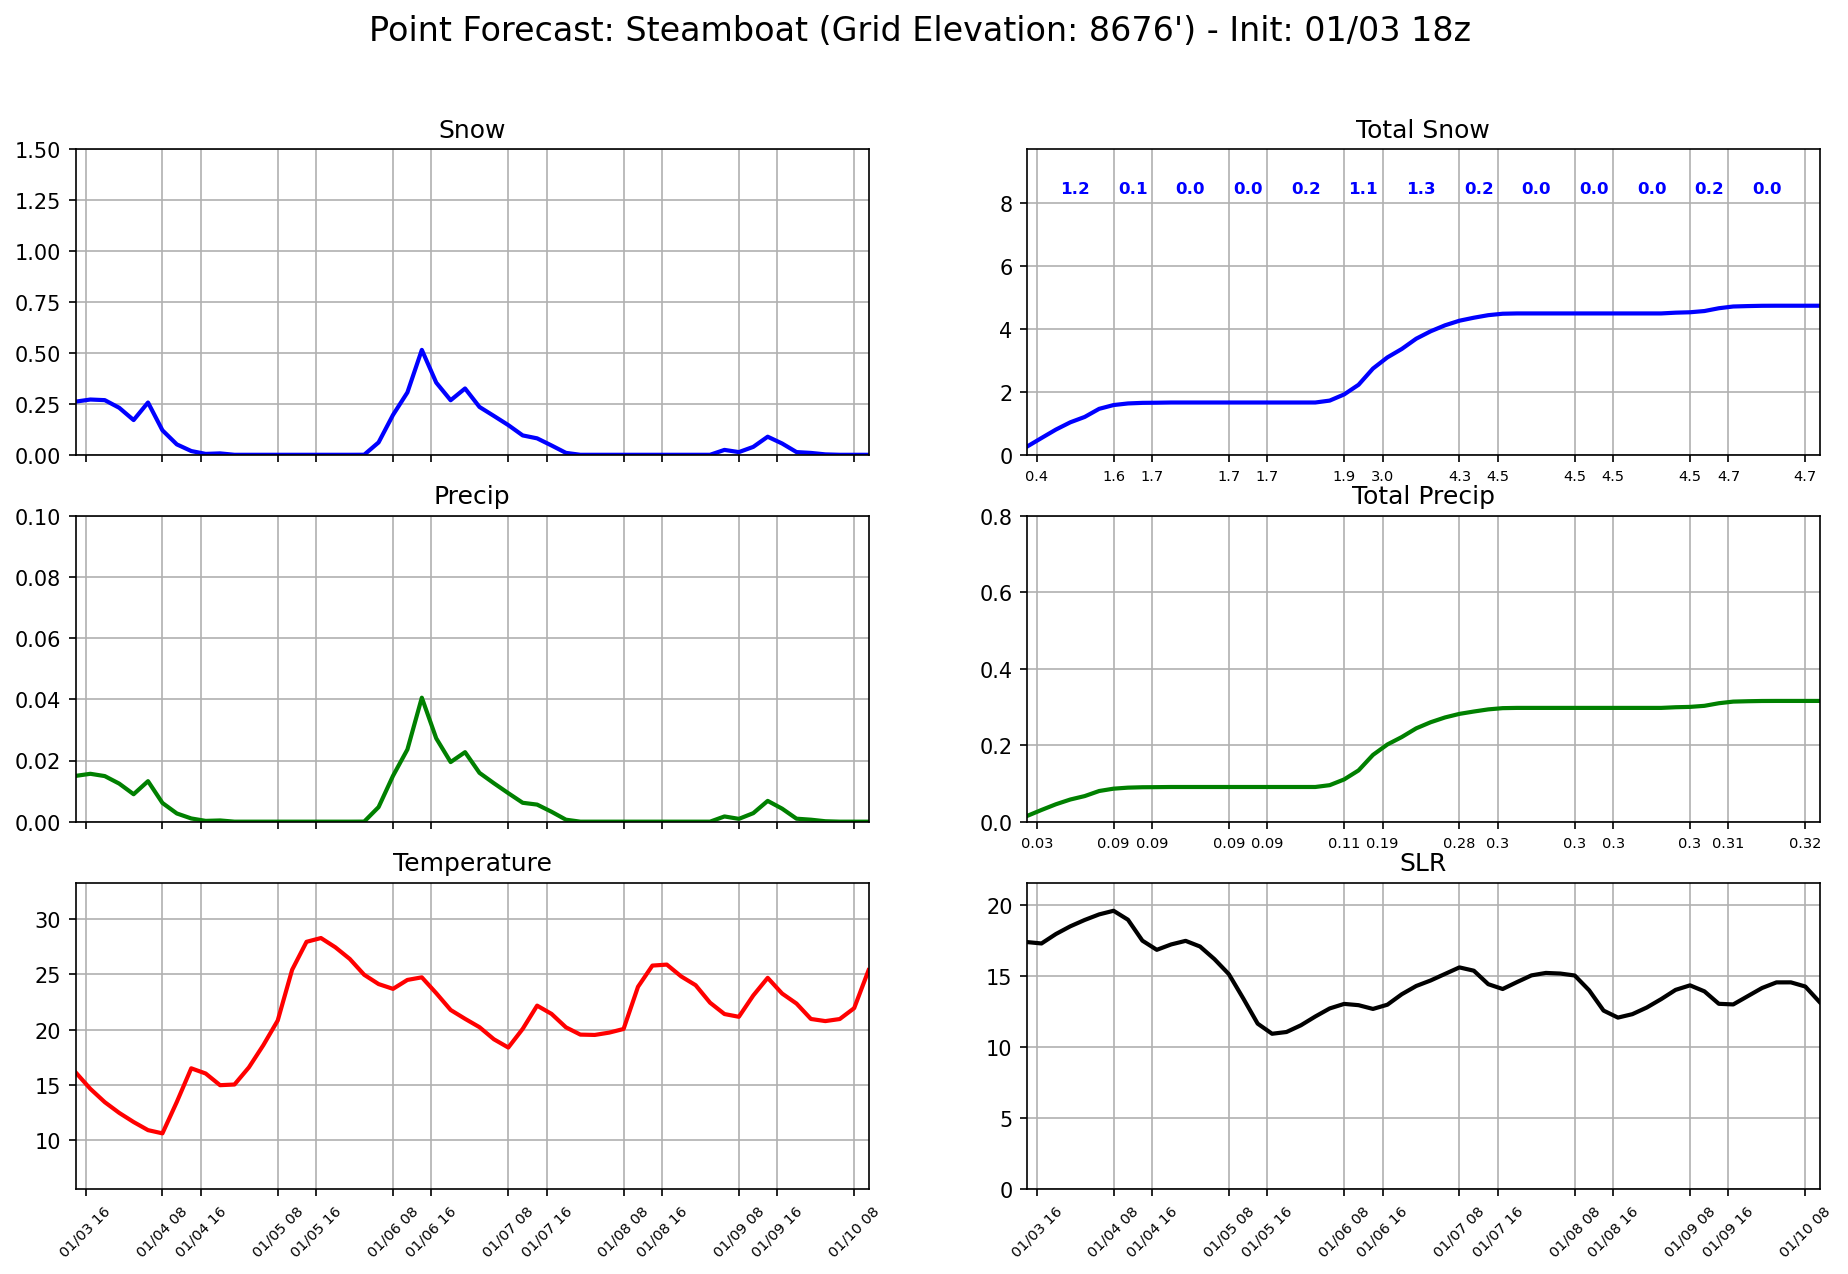 Point Forecast: Steamboat (Grid Elevation: 8676') - Init: 01/03 18z
Snow
1.50
1.25
1.00
0.75
0.50
0.25
0.00
Total Snow
1.2 0.1 0.0 0.0 0.2 1.1 1.3 0.2 0.0 0.0 0.0 0.2 0.0
8
6
4
2
0
0.4 1.6 1.7 1.7 1.7 1.9 3.0 4.3 4.5 4.5 4.5 4.5 4.7 4.7
Precip
0.10
0.08
0.06
0.04
0.02
0.00
Total Precip
0.8
0.6
0.4
0.2
0.0
0.03 0.09 0.09 0.09 0.09 0.11 0.19 0.28 0.3 0.3 0.3 0.3 0.31 0.32
Temperature
30
25
20
15
10
01/03 16 01/04 08 01/04 16 01/05 08 01/05 16 01/06 08 01/06 16 01/07 08 01/07 16 01/08 08 01/08 16 01/09 08 01/09 16 01/10 08
SLR
20
15
10
5
0
01/03 16 01/04 08 01/04 16 01/05 08 01/05 16 01/06 08 01/06 16 01/07 08 01/07 16 01/08 08 01/08 16 01/09 08 01/09 16 01/10 08